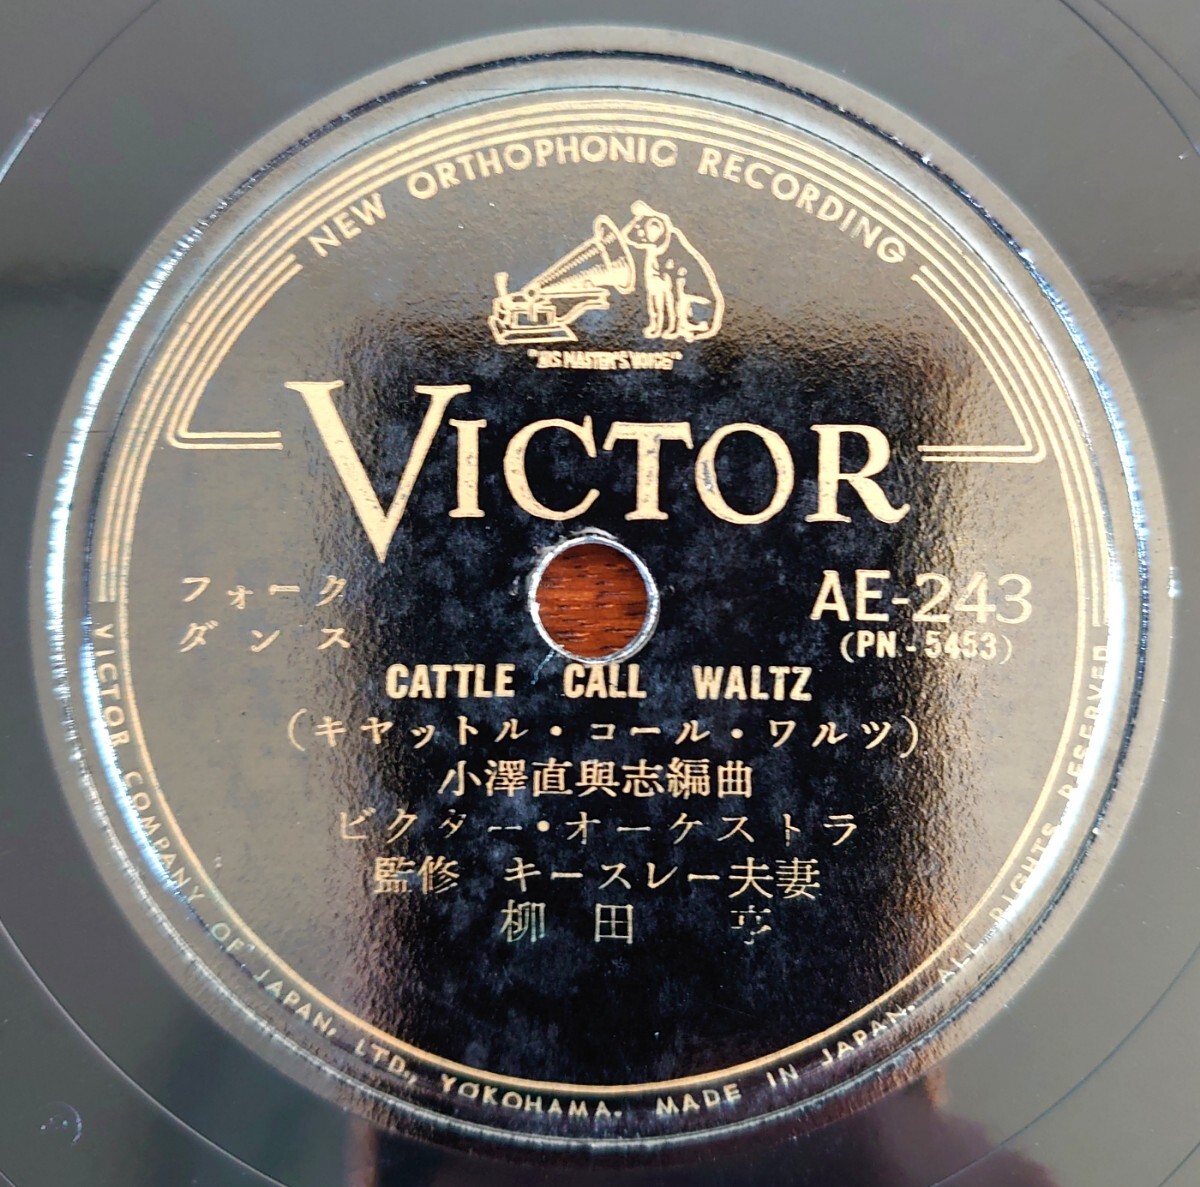 NEW ORTHOPHONIC RECORDING
"HIS MASTER'S VOICE"
VICTOR
フォーク
ダンス
AE-243
(PN-5453)
CATTLE CALL WALTZ
(キヤットル・コール・ワルツ)
小澤直與志編曲
ビクター・オーケストラ
監修 キースレー夫妻
柳田 亨
VICTOR COMPANY OF JAPAN, LTD., YOKOHAMA. MADE IN JAPAN. ALL RIGHTS RESERVED